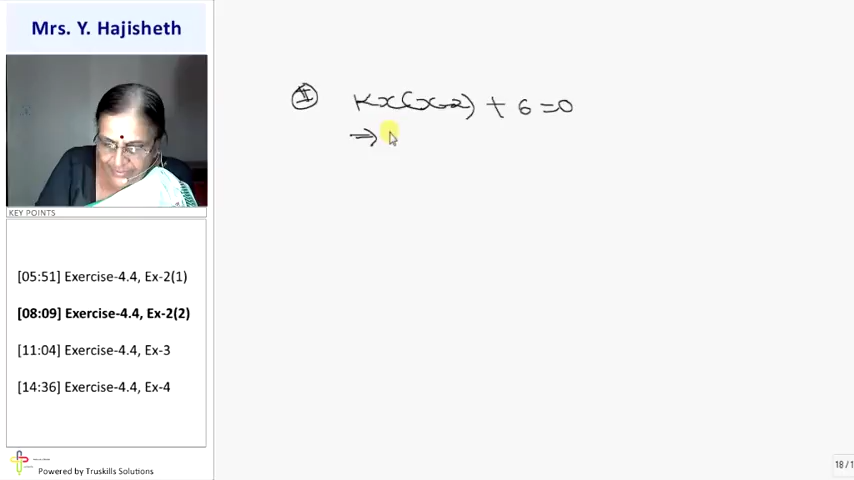 Mrs. Y. Hajisheth
KEY POINTS
[05:51] Exercise-4.4, Ex-2(1)
[08:09] Exercise-4.4, Ex-2(2)
[11:04] Exercise-4.4, Ex-3
[14:36] Exercise-4.4, Ex-4
Powered by Truskills Solutions
II Kx(x-2) + 6 = 0
⇒
18 / 1